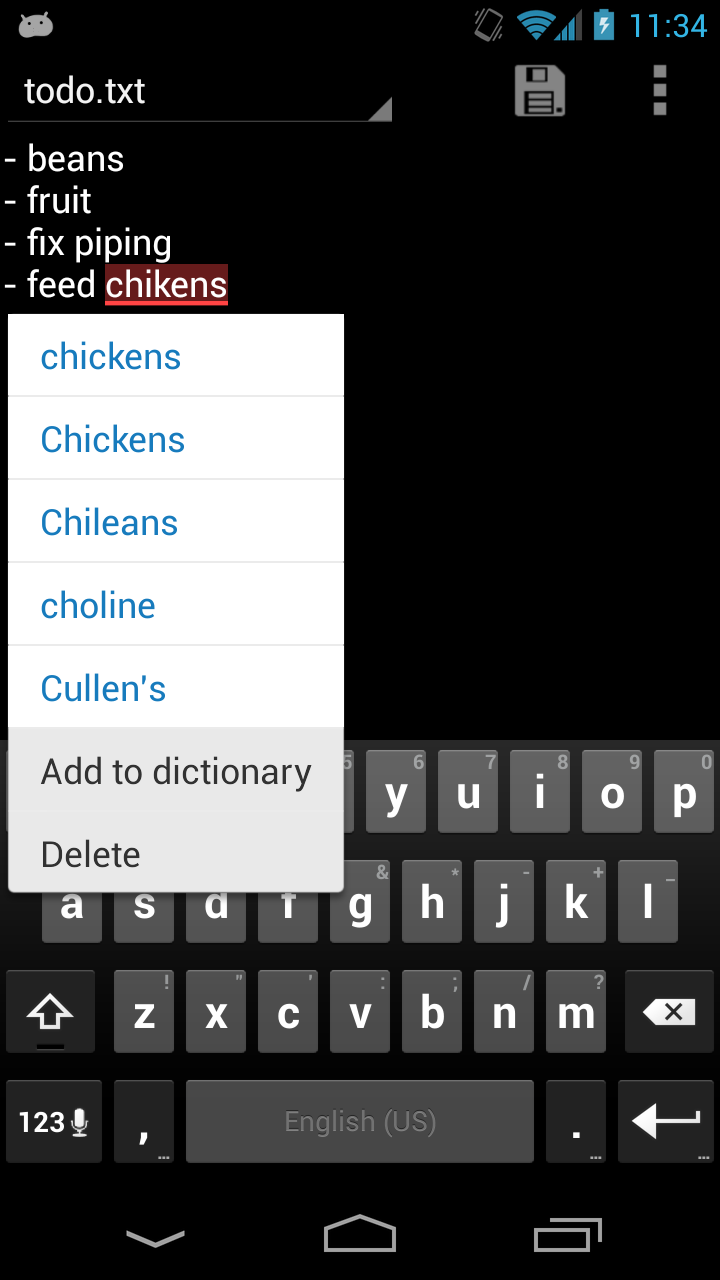 11:34
todo.txt
- beans
- fruit
- fix piping
- feed chikens
chickens
Chickens
Chileans
choline
Cullen's
Add to dictionary
Delete
5 6 7 8 9 0
y u i o p
& * - + _
a s d f g h j k l
! " ' : ; / ?
z x c v b n m
123 , English (US) .
... ... ...